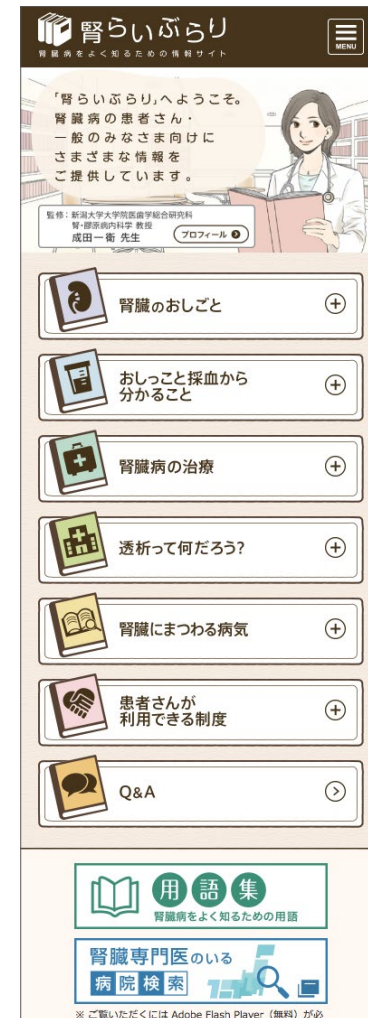 腎らいぶらり
腎臓病をよく知るための情報サイト
MENU
「腎らいぶらり」へようこそ。
腎臓病の患者さん・
一般のみなさま向けに
さまざまな情報を
ご提供しています。
監修:新潟大学大学院医歯学総合研究科
腎・膠原病内科学 教授
成田一衛 先生
プロフィール
腎臓のおしごと
おしっこと採血から
分かること
腎臓病の治療
透析って何だろう?
腎臓にまつわる病気
患者さんが
利用できる制度
Q&A
用語集
腎臓病をよく知るための用語
腎臓専門医のいる
病院検索
※ ご覧いただくには Adobe Flash Player(無料)が必